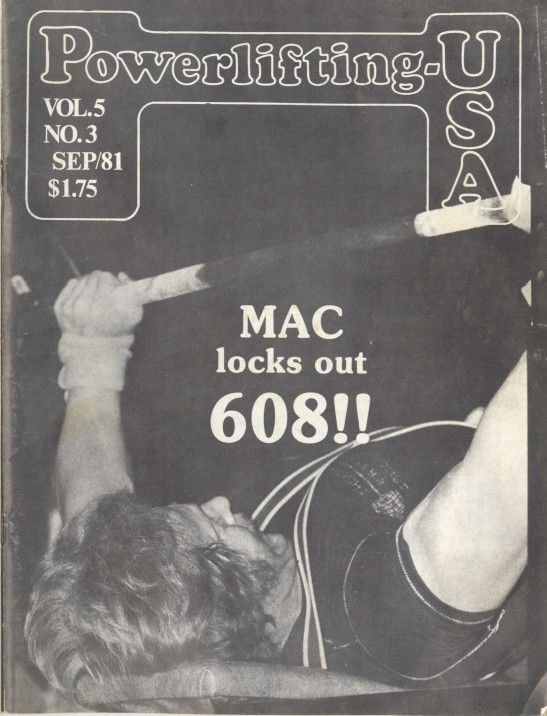 Powerlifting-USA
VOL.5
NO.3
SEP/81
$1.75
MAC
locks out
608!!